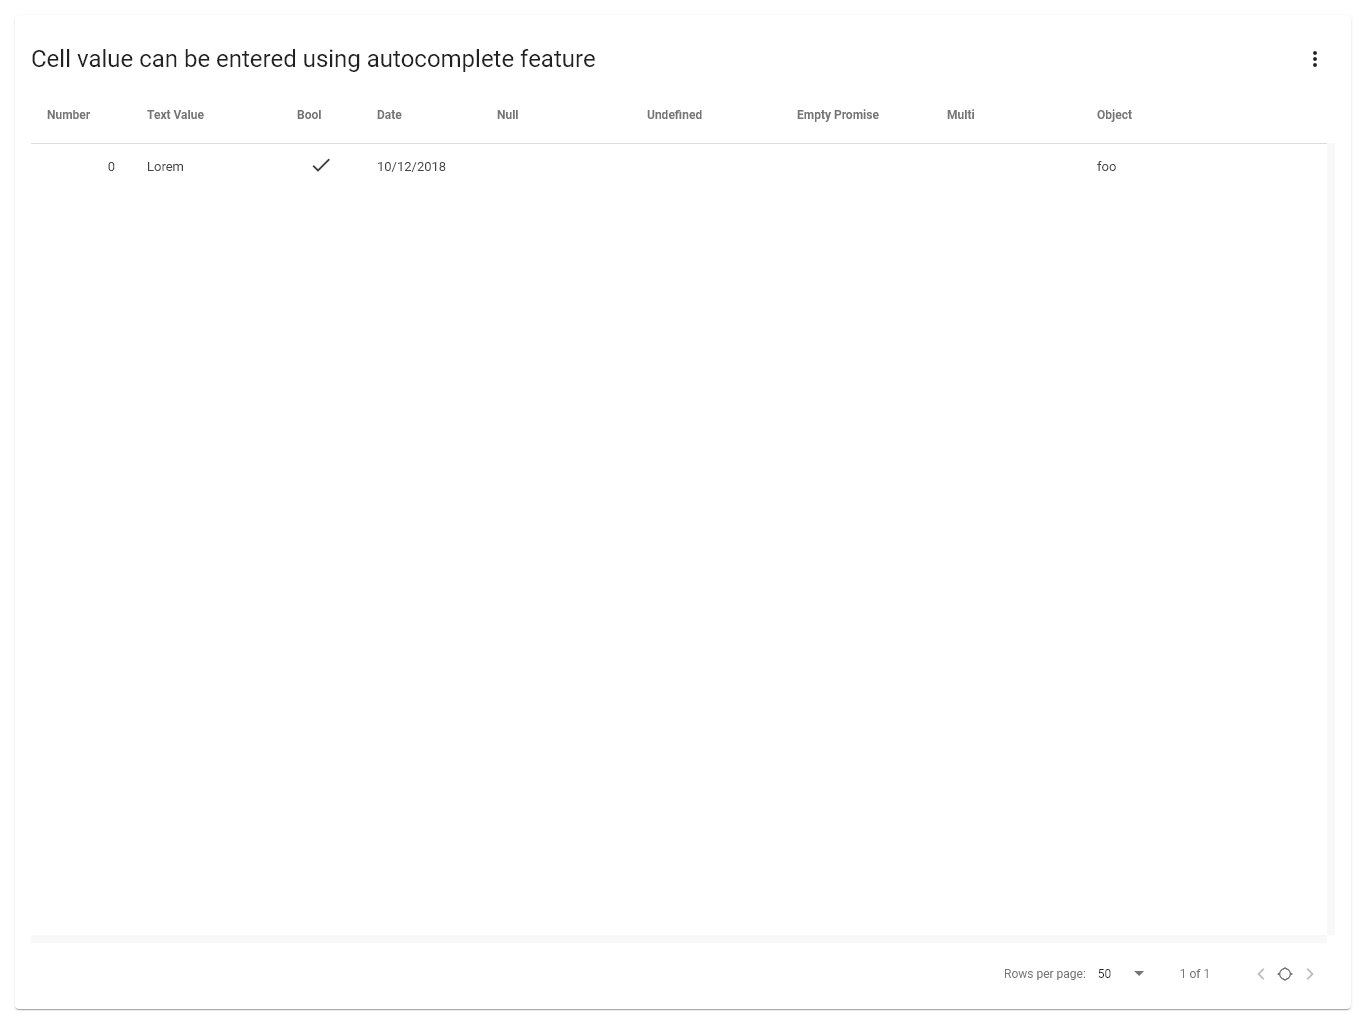 Cell value can be entered using autocomplete feature
Number Text Value Bool Date Null Undefined Empty Promise Multi Object
0 Lorem 10/12/2018 foo
Rows per page: 50 1 of 1